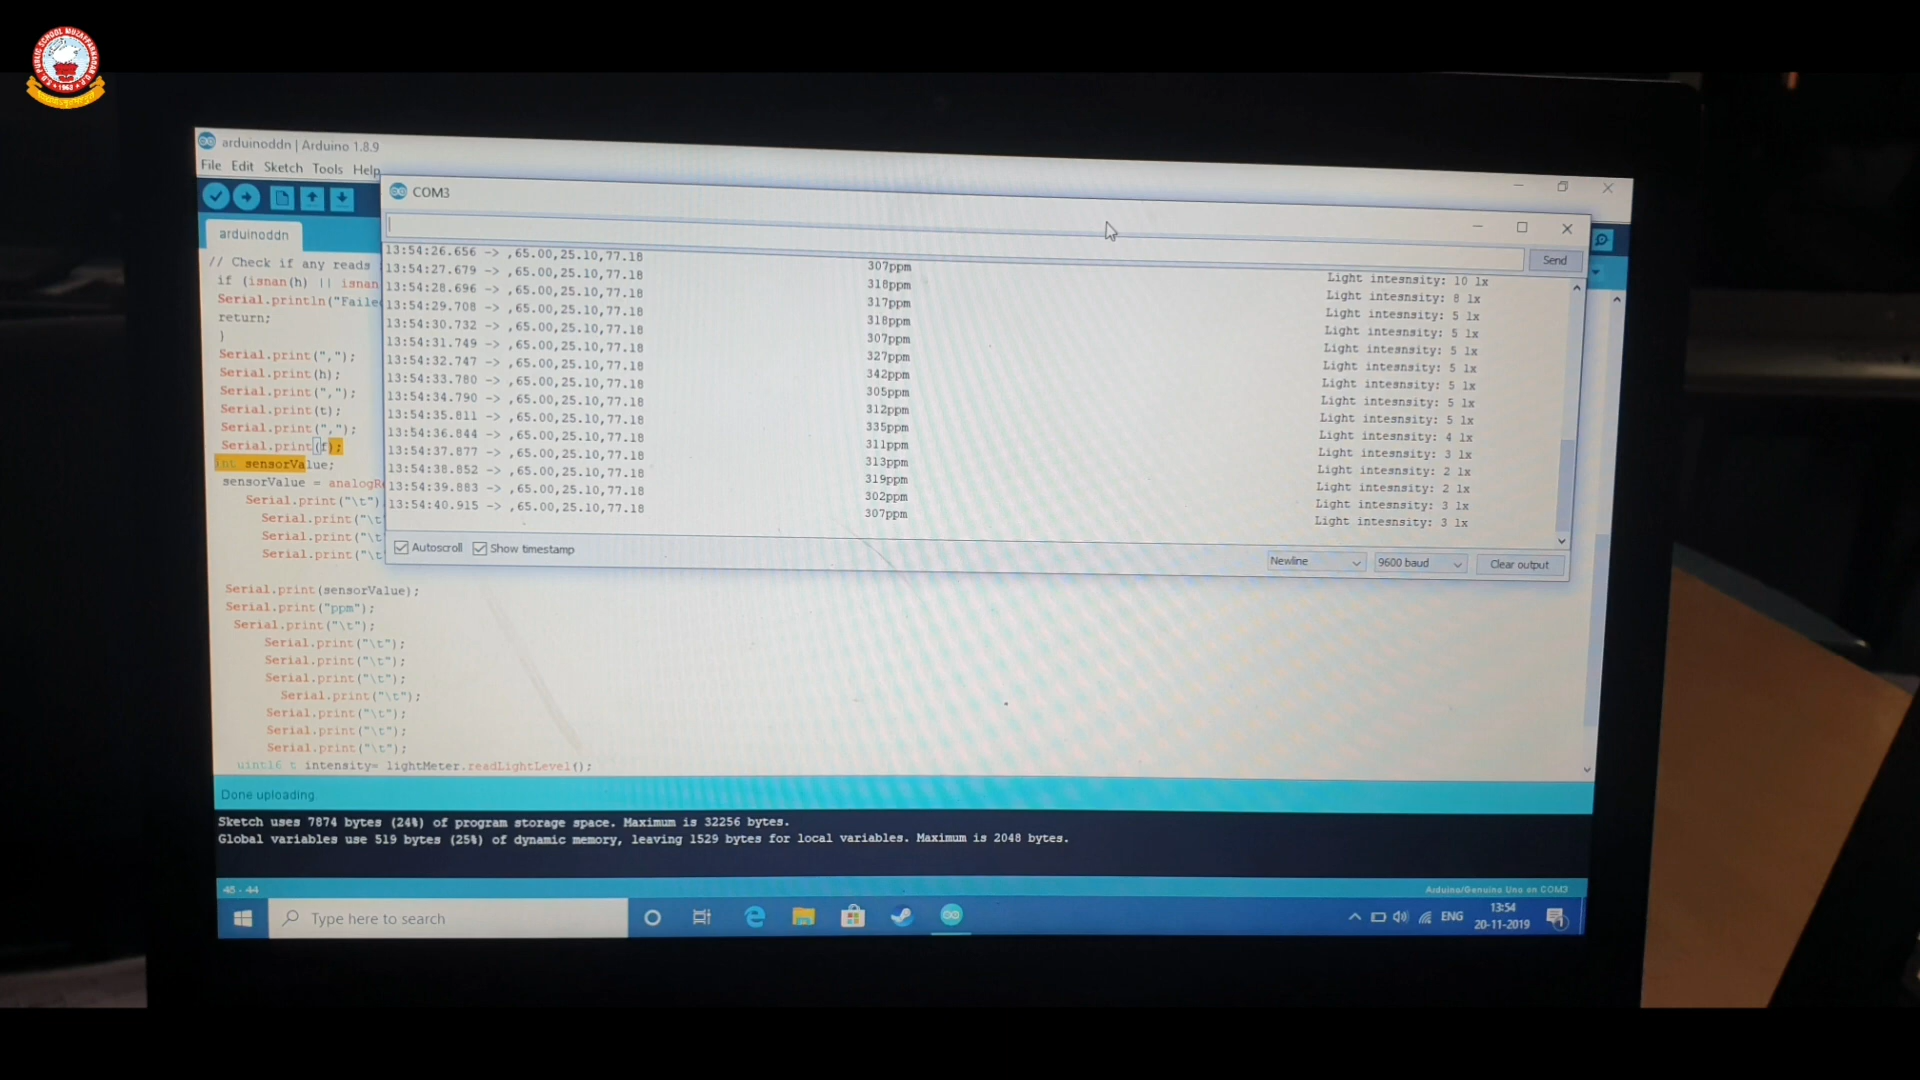 S.D. PUBLIC SCHOOL MUZAFFARNAGAR U.P.
1963
arduinoddn | Arduino 1.8.9
File Edit Sketch Tools Help
COM3
Send
arduinoddn
// Check if any reads
if (isnan(h) || isnan
Serial.println("Faile
return;
}
Serial.print(",");
Serial.print(h);
Serial.print(",");
Serial.print(t);
Serial.print(",");
Serial.print(f);
int sensorValue;
sensorValue = analogRe
Serial.print("\t")
Serial.print("\t
Serial.print("\t
Serial.print("\t
13:54:26.656 -> ,65.00,25.10,77.18 307ppm Light intesnsity: 10 lx
13:54:27.679 -> ,65.00,25.10,77.18 318ppm Light intesnsity: 8 lx
13:54:28.696 -> ,65.00,25.10,77.18 317ppm Light intesnsity: 5 lx
13:54:29.708 -> ,65.00,25.10,77.18 318ppm Light intesnsity: 5 lx
13:54:30.732 -> ,65.00,25.10,77.18 307ppm Light intesnsity: 5 lx
13:54:31.749 -> ,65.00,25.10,77.18 327ppm Light intesnsity: 5 lx
13:54:32.747 -> ,65.00,25.10,77.18 342ppm Light intesnsity: 5 lx
13:54:33.780 -> ,65.00,25.10,77.18 305ppm Light intesnsity: 5 lx
13:54:34.790 -> ,65.00,25.10,77.18 312ppm Light intesnsity: 5 lx
13:54:35.811 -> ,65.00,25.10,77.18 335ppm Light intesnsity: 4 lx
13:54:36.844 -> ,65.00,25.10,77.18 311ppm Light intesnsity: 3 lx
13:54:37.877 -> ,65.00,25.10,77.18 313ppm Light intesnsity: 2 lx
13:54:38.852 -> ,65.00,25.10,77.18 319ppm Light intesnsity: 2 lx
13:54:39.883 -> ,65.00,25.10,77.18 302ppm Light intesnsity: 3 lx
13:54:40.915 -> ,65.00,25.10,77.18 307ppm Light intesnsity: 3 lx
Autoscroll Show timestamp Newline 9600 baud Clear output
Serial.print(sensorValue);
Serial.print("ppm");
Serial.print("\t");
Serial.print("\t");
Serial.print("\t");
Serial.print("\t");
Serial.print("\t");
Serial.print("\t");
Serial.print("\t");
Serial.print("\t");
uint16_t intensity= lightMeter.readLightLevel();
Done uploading
Sketch uses 7874 bytes (24%) of program storage space. Maximum is 32256 bytes.
Global variables use 519 bytes (25%) of dynamic memory, leaving 1529 bytes for local variables. Maximum is 2048 bytes.
45 - 44
Arduino/Genuino Uno on COM3
Type here to search
ENG
13:54
20-11-2019
1